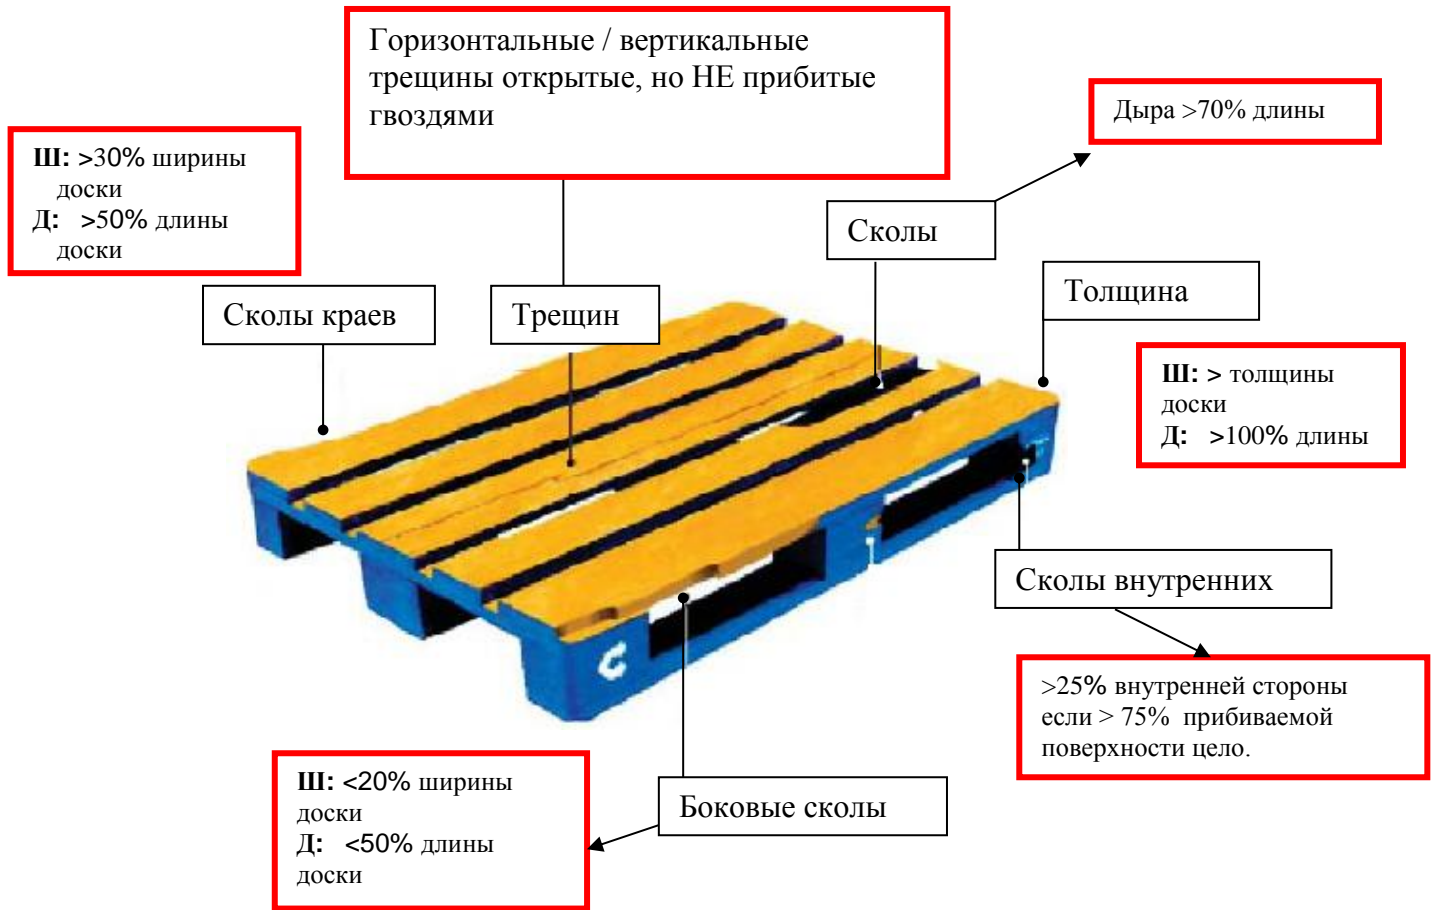 Горизонтальные / вертикальные
трещины открытые, но НЕ прибитые
гвоздями
Дыра >70% длины
Ш: >30% ширины
доски
Д: >50% длины
доски
Сколы
Толщина
Сколы краев
Трещин
Ш: > толщины
доски
Д: >100% длины
Сколы внутренних
>25% внутренней стороны
если > 75% прибиваемой
поверхности цело.
Ш: <20% ширины
доски
Д: <50% длины
доски
Боковые сколы